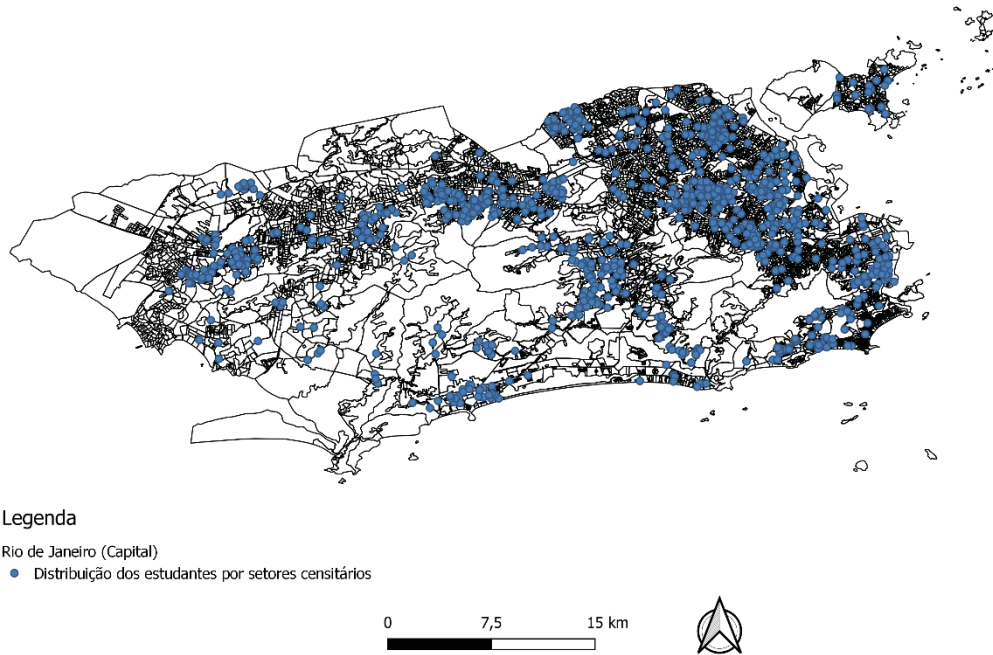 Legenda
Rio de Janeiro (Capital)
Distribuição dos estudantes por setores censitários
0 7,5 15 km